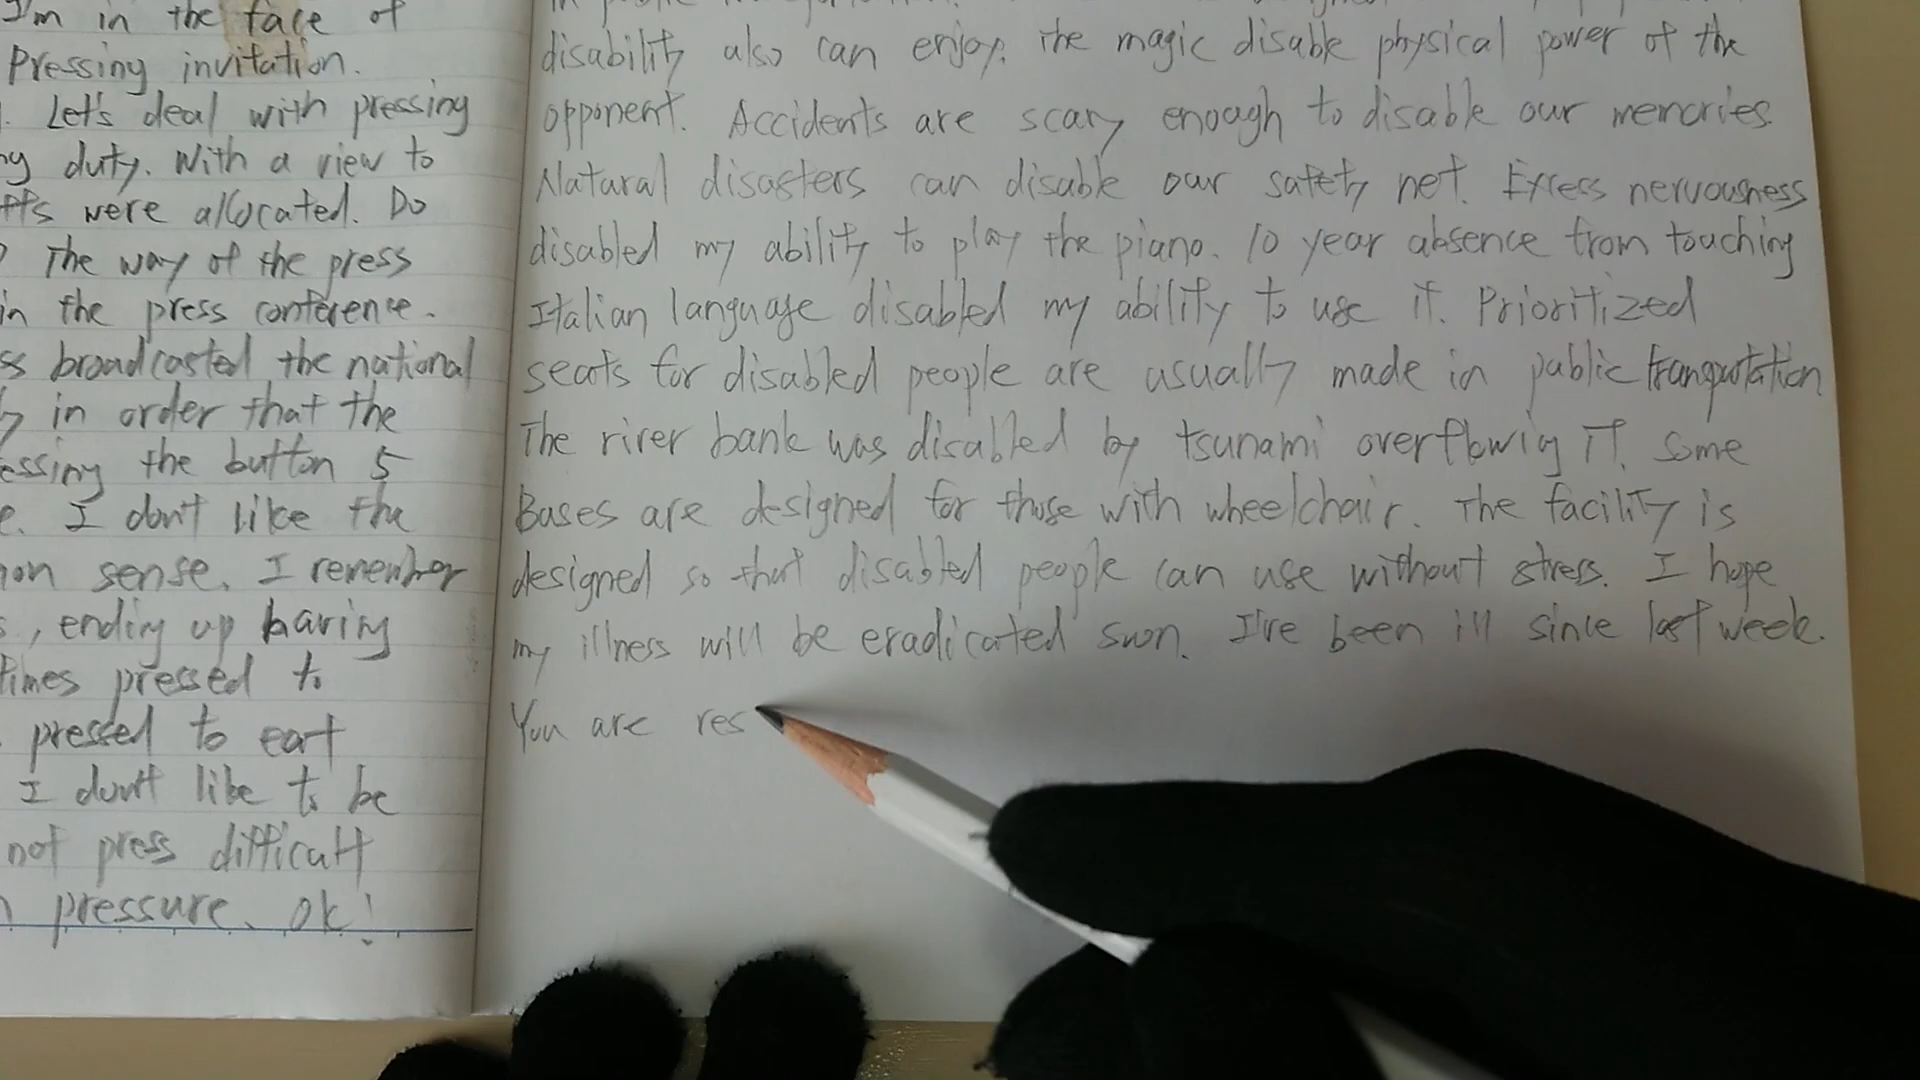 I'm in the face of
pressing invitation.
. Let's deal with pressing
ny duty. With a view to
fts were allocated. Do
? The way of the press
in the press conference.
ss broadcasted the national
y in order that the
essing the button 5
e. I don't like the
non sense. I remember
s, ending up having
times pressed to
. pressed to eat
I don't like to be
not press difficult
pressure. ok!
disability also can enjoy. The magic disable physical power of the
opponent. Accidents are scary enough to disable our memories.
Natural disasters can disable our safety net. Excess nervousness
disabled my ability to play the piano. 10 year absence from touching
Italian language disabled my ability to use it. Prioritized
seats for disabled people are usually made in public transportation
The river bank was disabled by tsunami overflowig it. Some
Buses are designed for those with wheelchair. The facility is
designed so that disabled people can use without stress. I hope
my illness will be eradicated soon. I've been ill since last week.
You are res